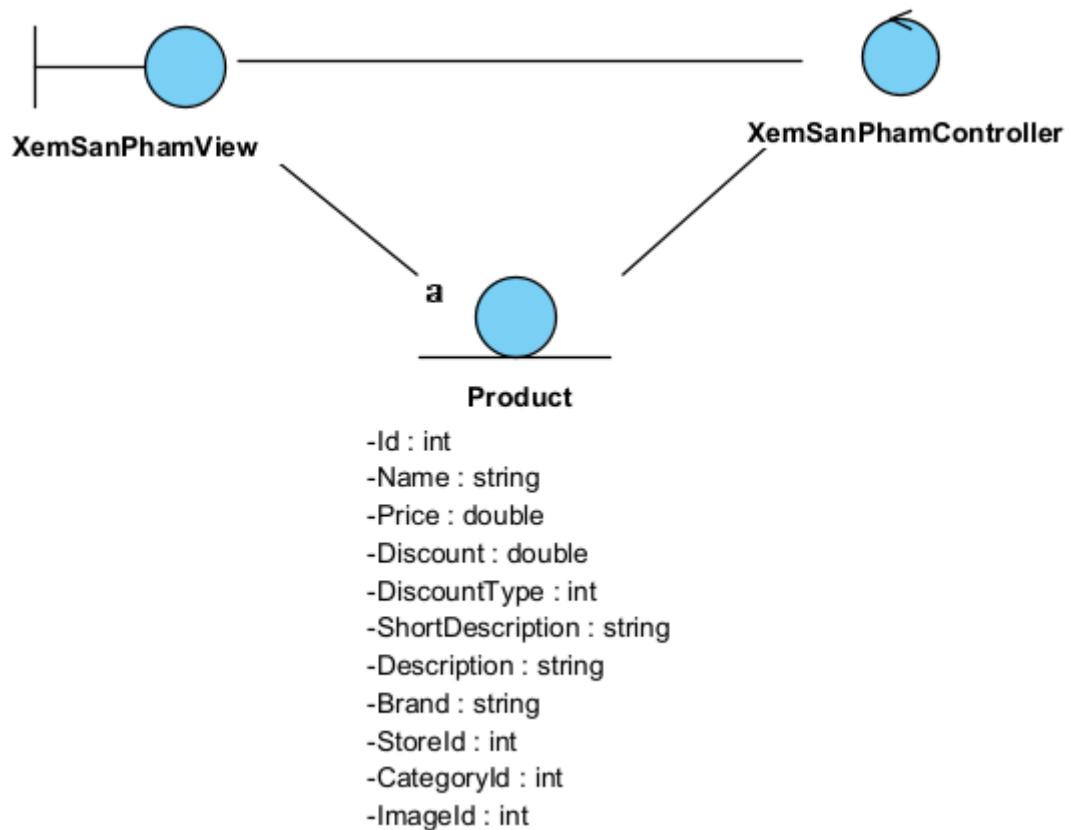 XemSanPhamView
XemSanPhamController
a
Product
-Id : int
-Name : string
-Price : double
-Discount : double
-DiscountType : int
-ShortDescription : string
-Description : string
-Brand : string
-StoreId : int
-CategoryId : int
-ImageId : int